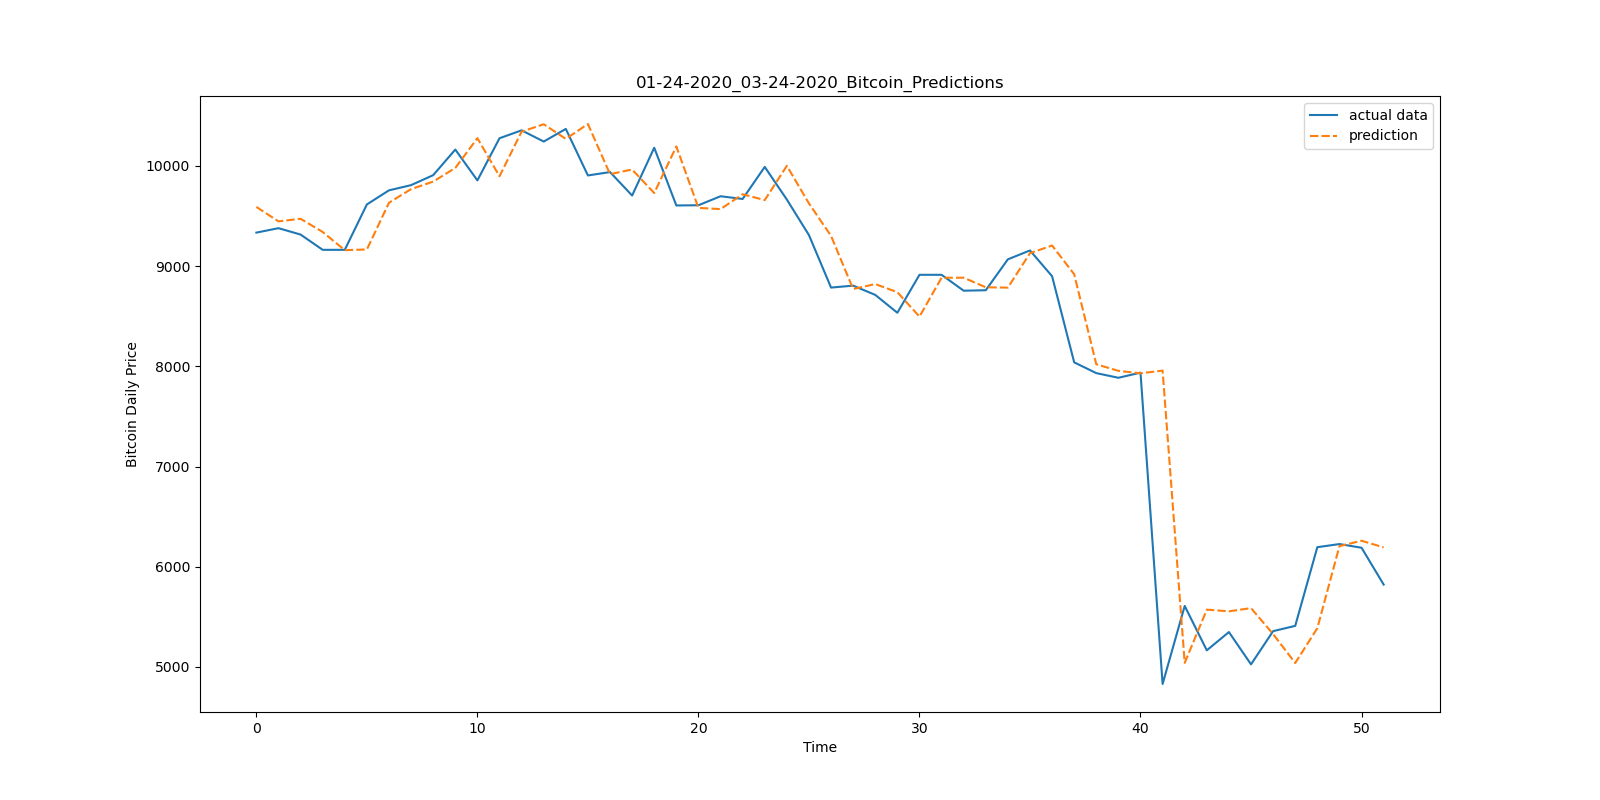 01-24-2020_03-24-2020_Bitcoin_Predictions
actual data
prediction
Bitcoin Daily Price
10000
9000
8000
7000
6000
5000
0 10 20 30 40 50
Time